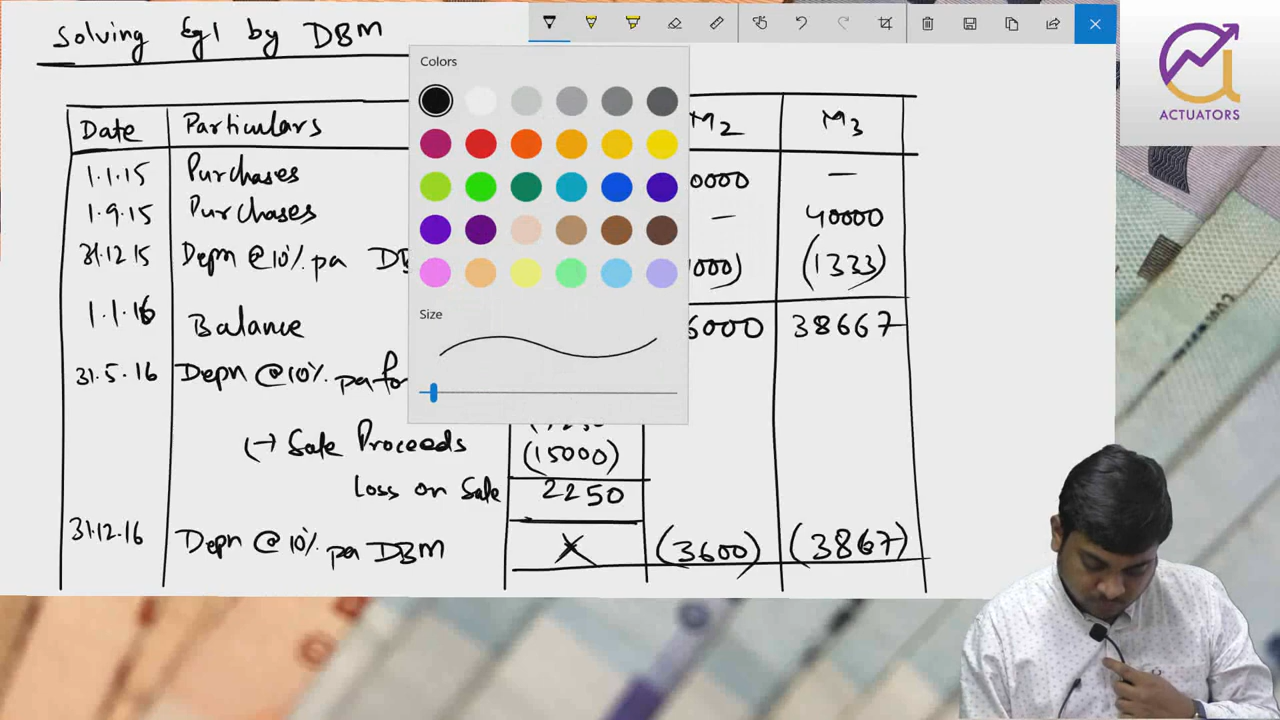 Solving Eg1 by DBM
Colors
ACTUATORS
Date Particulars M2 M3
1.1.15 Purchases 0000 —
1.9.15 Purchases — 40000
31.12.15 Depn @10% pa DB 000) (1333)
1.1.16 Balance 6000 38667
Size
31.5.16 Depn @10% pa for
(-) Sale Proceeds (15000)
Loss on Sale 2250
31.12.16 Depn @10% pa DBM X (3600) (3867)